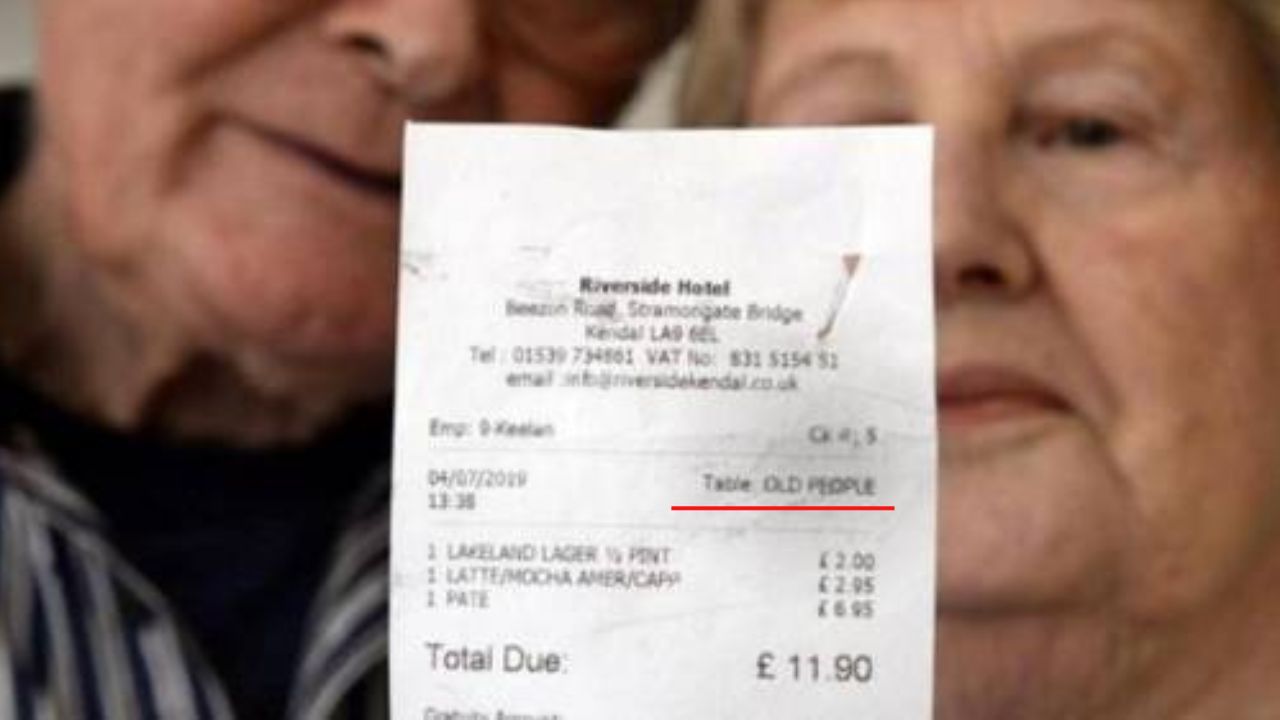 Riverside Hotel
Beezon Road, Stramongate Bridge
Kendal LA9 6EL
Tel : 01539 734861 VAT No: 831 5154 51
email :info@riversidekendal.co.uk
Emp: 9-Keelan
Ck #: 5
04/07/2019
Table OLD PEOPLE
13:38
1 LAKELAND LAGER ½ PINT £ 2.00
1 LATTE/MOCHA AMER/CAPP £ 2.95
1 PATE £ 6.95
Total Due: £ 11.90
Gratuity Amount: